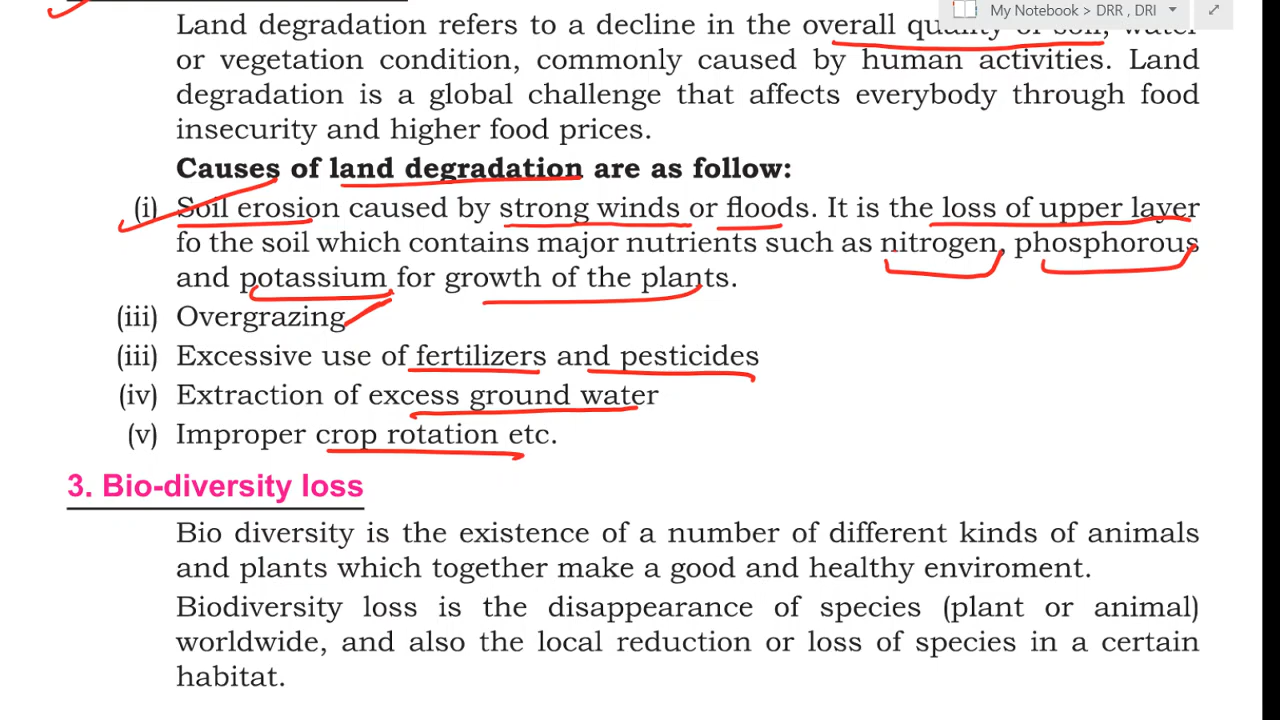 My Notebook > DRR , DRI
Land degradation refers to a decline in the overall quality of soil, water
or vegetation condition, commonly caused by human activities. Land
degradation is a global challenge that affects everybody through food
insecurity and higher food prices.
Causes of land degradation are as follow:
(i) Soil erosion caused by strong winds or floods. It is the loss of upper layer
fo the soil which contains major nutrients such as nitrogen, phosphorous
and potassium for growth of the plants.
(iii) Overgrazing
(iii) Excessive use of fertilizers and pesticides
(iv) Extraction of excess ground water
(v) Improper crop rotation etc.
3. Bio-diversity loss
Bio diversity is the existence of a number of different kinds of animals
and plants which together make a good and healthy enviroment.
Biodiversity loss is the disappearance of species (plant or animal)
worldwide, and also the local reduction or loss of species in a certain
habitat.